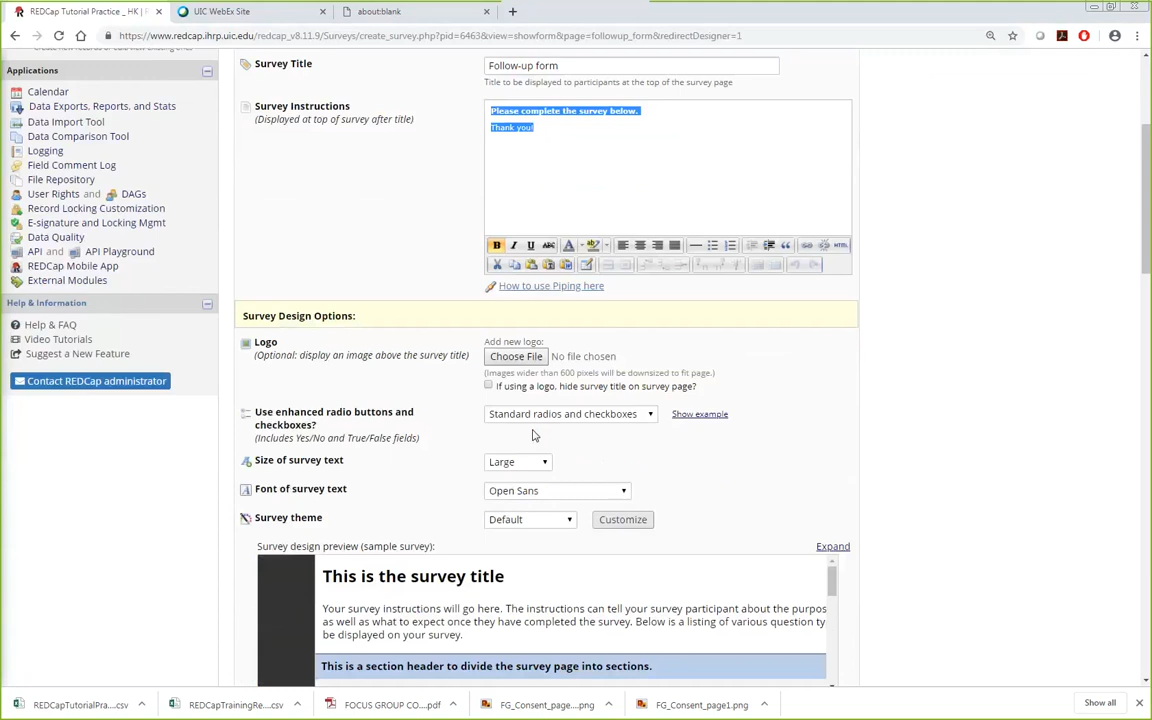 REDCap Tutorial Practice _ HK |
UIC WebEx Site
about:blank
https://www.redcap.ihrp.uic.edu/redcap_v8.11.9/Surveys/create_survey.php?pid=6463&view=showform&page=followup_form&redirectDesigner=1
Applications
Calendar
Data Exports, Reports, and Stats
Data Import Tool
Data Comparison Tool
Logging
Field Comment Log
File Repository
User Rights and DAGs
Record Locking Customization
E-signature and Locking Mgmt
Data Quality
API and API Playground
REDCap Mobile App
External Modules
Help & Information
Help & FAQ
Video Tutorials
Suggest a New Feature
Contact REDCap administrator
Survey Title
Follow-up form
Title to be displayed to participants at the top of the survey page
Survey Instructions
(Displayed at top of survey after title)
Please complete the survey below.
Thank you!
B I U ABC A ab HTML
How to use Piping here
Survey Design Options:
Logo
(Optional: display an image above the survey title)
Add new logo:
Choose File No file chosen
(Images wider than 600 pixels will be downsized to fit page.)
If using a logo, hide survey title on survey page?
Use enhanced radio buttons and
checkboxes?
(Includes Yes/No and True/False fields)
Standard radios and checkboxes
Show example
Size of survey text
Large
Font of survey text
Open Sans
Survey theme
Default
Customize
Survey design preview (sample survey):
Expand
This is the survey title
Your survey instructions will go here. The instructions can tell your survey participant about the purpos
as well as what to expect once they have completed the survey. Below is a listing of various question ty
be displayed on your survey.
This is a section header to divide the survey page into sections.
REDCapTutorialPra....csv
REDCapTrainingRe....csv
FOCUS GROUP CO....pdf
FG_Consent_page....png
FG_Consent_page1.png
Show all